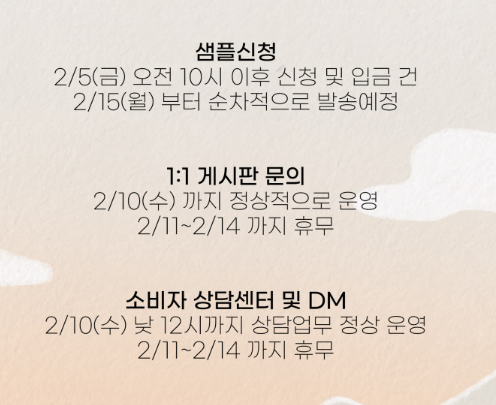 샘플신청
2/5(금) 오전 10시 이후 신청 및 입금 건
2/15(월) 부터 순차적으로 발송예정
1:1 게시판 문의
2/10(수) 까지 정상적으로 운영
2/11~2/14 까지 휴무
소비자 상담센터 및 DM
2/10(수) 낮 12시까지 상담업무 정상 운영
2/11~2/14 까지 휴무